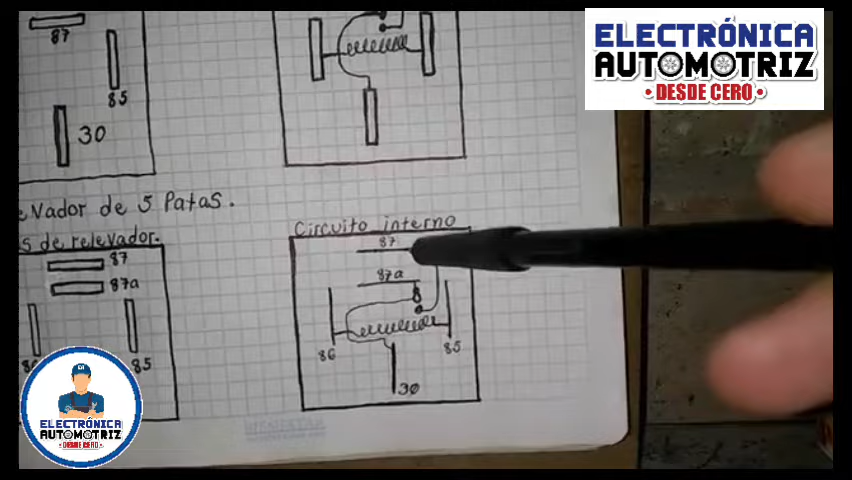 87
85
30
ELECTRÓNICA
AUTOMOTRIZ
• DESDE CERO •
evador de 5 Patas.
s de relevador.
87
87a
86
85
Circuito interno
87
87a
86
85
30
ELECTRÓNICA
AUTOMOTRIZ
DESDE CERO